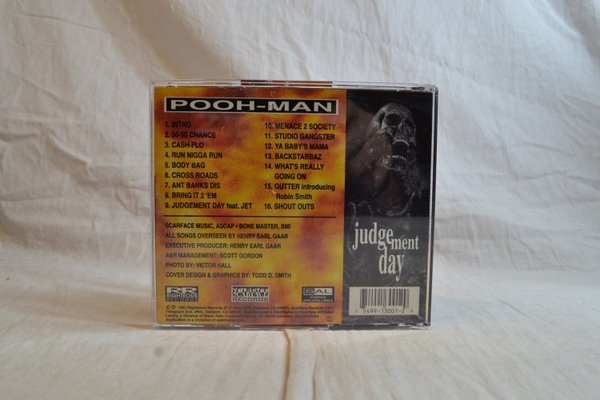 POOH-MAN
1. INTRO
2. 50-50 CHANCE
3. CASH-FLO
4. RUN NIGGA RUN
5. BODY BAG
6. CROSS ROADS
7. ANT BANKS DIS
8. BRING IT 2 'EM
9. JUDGEMENT DAY feat. JET
10. MENACE 2 SOCIETY
11. STUDIO GANGSTER
12. YA BABY'S MAMA
13. BACKSTABBAZ
14. WHAT'S REALLY
GOING ON
15. GUTTER introducing
Robin Smith
16. SHOUT OUTS
SCARFACE MUSIC, ASCAP • BONE MASTER, BMI
ALL SONGS OVERSEEN BY HENRY EARL GAAR
EXECUTIVE PRODUCER: HENRY EARL GAAR
A&R MANAGEMENT: SCOTT GORDON
PHOTO BY: VICTOR HALL
COVER DESIGN & GRAPHICS BY: TODD D. SMITH
judgement
day
RR
RIGHTEOUS
SAL